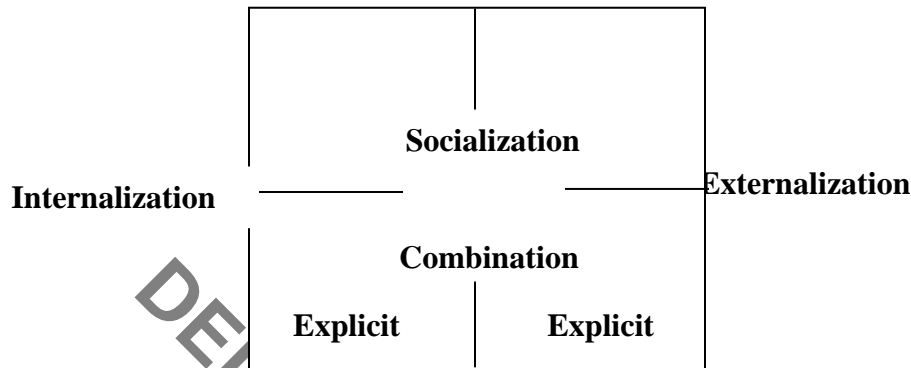 Socialization
Internalization
Externalization
Combination
Explicit Explicit